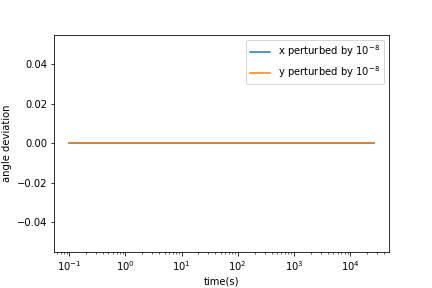 x perturbed by 10⁻⁸
y perturbed by 10⁻⁸
0.04
0.02
0.00
−0.02
−0.04
angle deviation
10⁻¹ 10⁰ 10¹ 10² 10³ 10⁴
time(s)